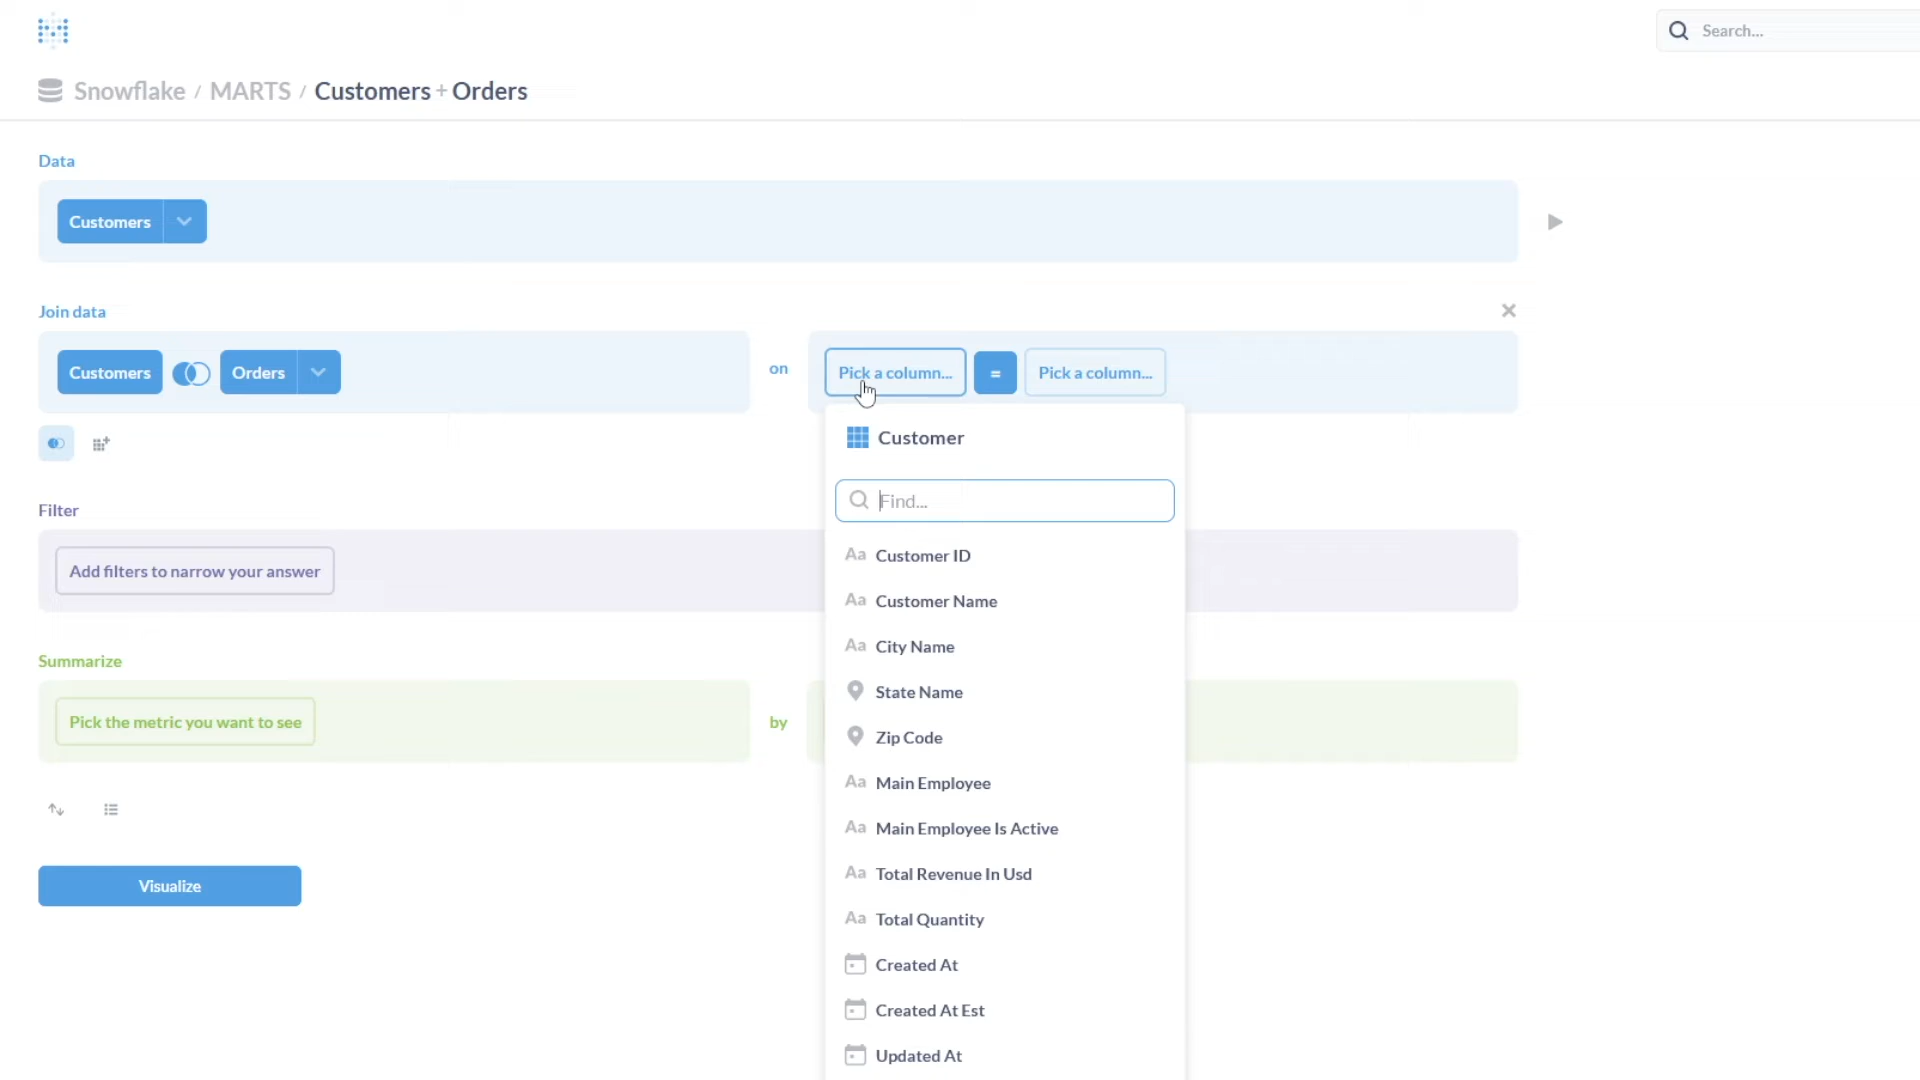 Search...
Snowflake / MARTS / Customers + Orders
Data
Customers
Join data
Customers Orders on Pick a column... = Pick a column...
Customer
Find...
Aa Customer ID
Aa Customer Name
Aa City Name
State Name
Zip Code
Aa Main Employee
Aa Main Employee Is Active
Aa Total Revenue In Usd
Aa Total Quantity
Created At
Created At Est
Updated At
Filter
Add filters to narrow your answer
Summarize
Pick the metric you want to see by
Visualize